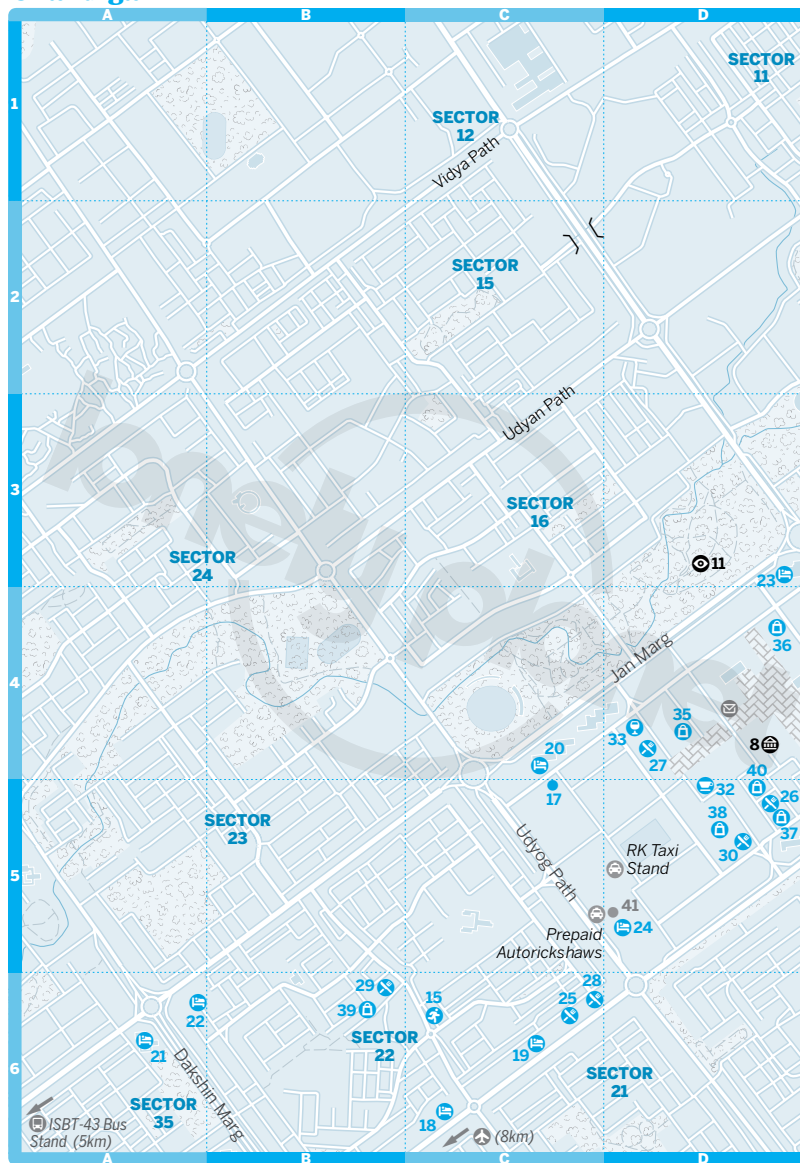 A B C D
SECTOR
11
1
SECTOR
12
Vidya Path
SECTOR
15
2
Udyan Path
3
SECTOR
16
SECTOR
24
11
23
36
Jan Marg
4
35
33
8
27
20
40
17
32
26
SECTOR
23
38
37
30
Udyog Path
RK Taxi
Stand
5
41
24
Prepaid
Autorickshaws
29
28
39
15
25
22
SECTOR
22
21
19
Dakshin Marg
6
SECTOR
21
SECTOR
35
18
ISBT-43 Bus
Stand (5km)
(8km)
A B C D
lonely planet